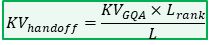 KV_handoff = (KV_GQA × L_rank) / L